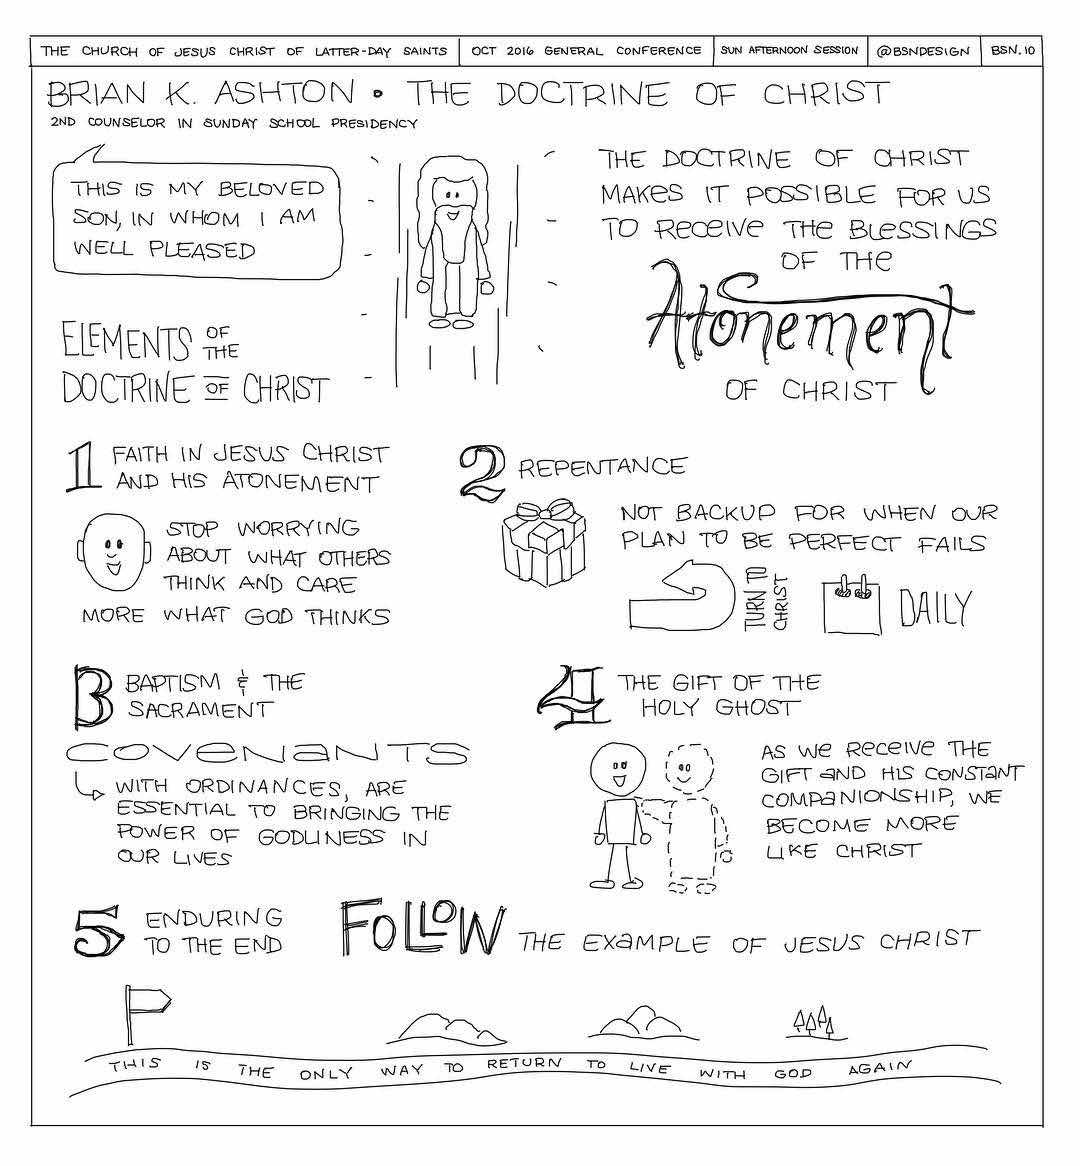 THE CHURCH OF JESUS CHRIST OF LATTER-DAY SAINTS
OCT 2016 GENERAL CONFERENCE
SUN AFTERNOON SESSION
@BSNDESIGN
BSN.10
BRIAN K. ASHTON • THE DOCTRINE OF CHRIST
2ND COUNSELOR IN SUNDAY SCHOOL PRESIDENCY
THIS IS MY BELOVED
SON, IN WHOM I AM
WELL PLEASED
THE DOCTRINE OF CHRIST
MAKES IT POSSIBLE FOR US
TO RECEIVE THE BLESSINGS
OF THE
Atonement
OF CHRIST
ELEMENTS OF THE
DOCTRINE OF CHRIST
1 FAITH IN JESUS CHRIST
AND HIS ATONEMENT
STOP WORRYING
ABOUT WHAT OTHERS
THINK AND CARE
MORE WHAT GOD THINKS
2 REPENTANCE
NOT BACKUP FOR WHEN OUR
PLAN TO BE PERFECT FAILS
TURN TO
CHRIST
DAILY
3 BAPTISM & THE
SACRAMENT
COVENANTS
WITH ORDINANCES, ARE
ESSENTIAL TO BRINGING THE
POWER OF GODLINESS IN
OUR LIVES
4 THE GIFT OF THE
HOLY GHOST
AS WE RECEIVE THE
GIFT AND HIS CONSTANT
COMPANIONSHIP, WE
BECOME MORE
LIKE CHRIST
5 ENDURING
TO THE END
FOLLOW THE EXAMPLE OF JESUS CHRIST
THIS IS THE ONLY WAY TO RETURN TO LIVE WITH GOD AGAIN